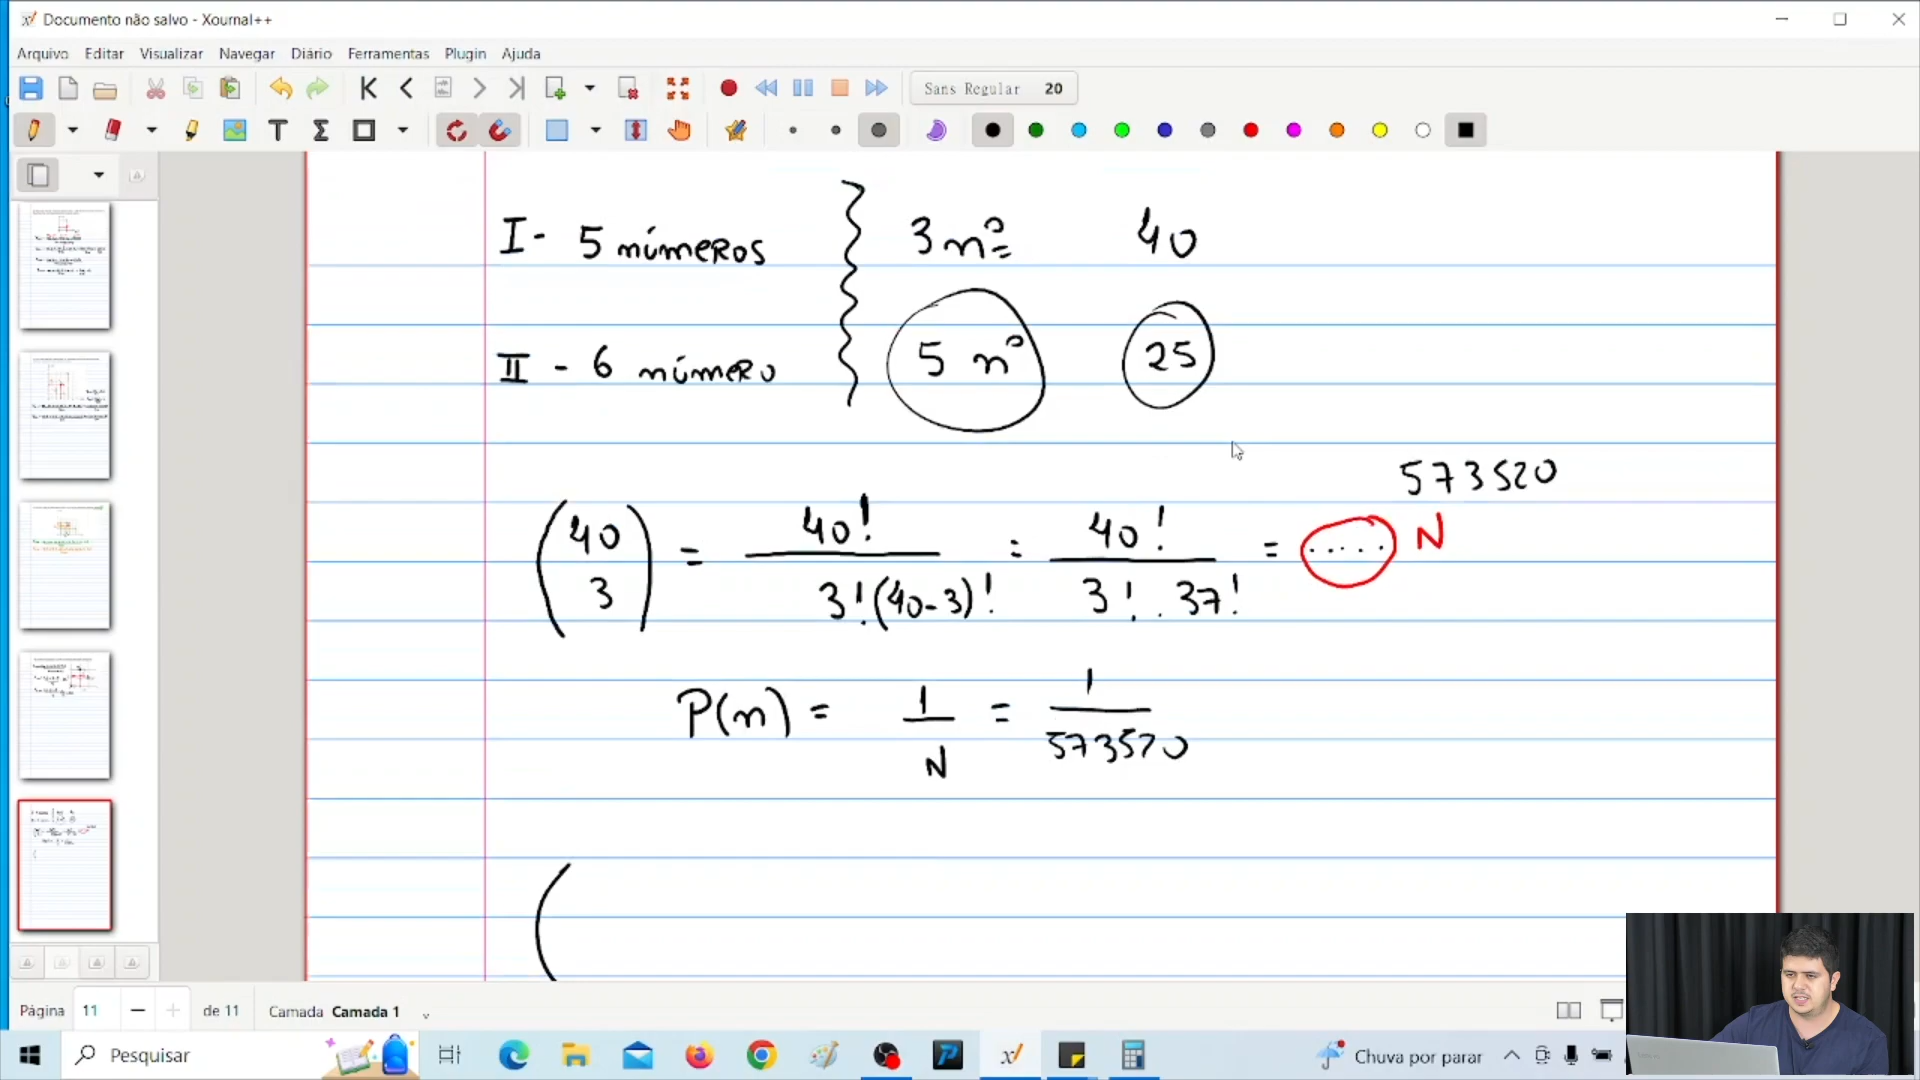 Documento não salvo - Xournal++
Arquivo Editar Visualizar Navegar Diário Ferramentas Plugin Ajuda
Sans Regular 20
I - 5 números 3 nº 40
II - 6 número 5 nº 25
573520
(40 3) = 40! / 3!(40-3)! = 40! / 3! . 37! = ..... N
P(n) = 1/N = 1/573520
(
Página 11 de 11 Camada Camada 1
Pesquisar Chuva por parar